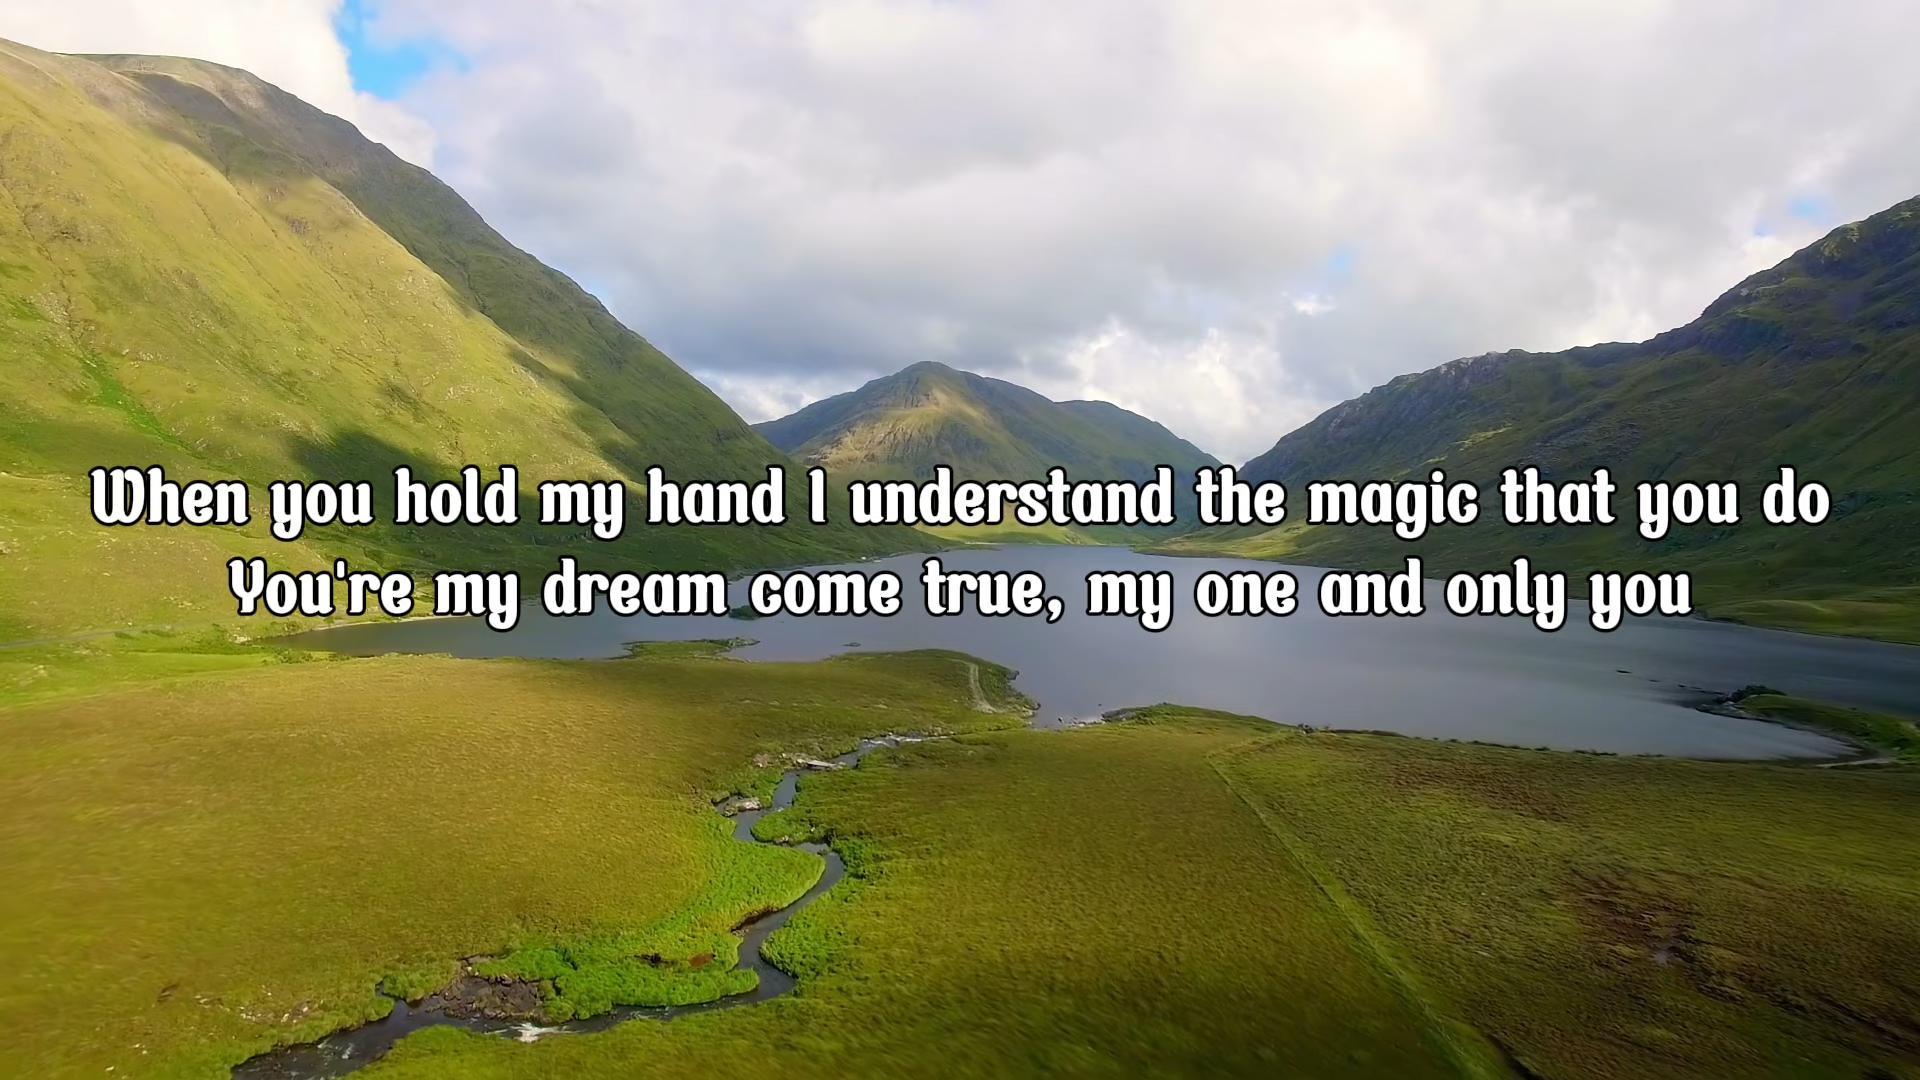 When you hold my hand I understand the magic that you do
You're my dream come true, my one and only you